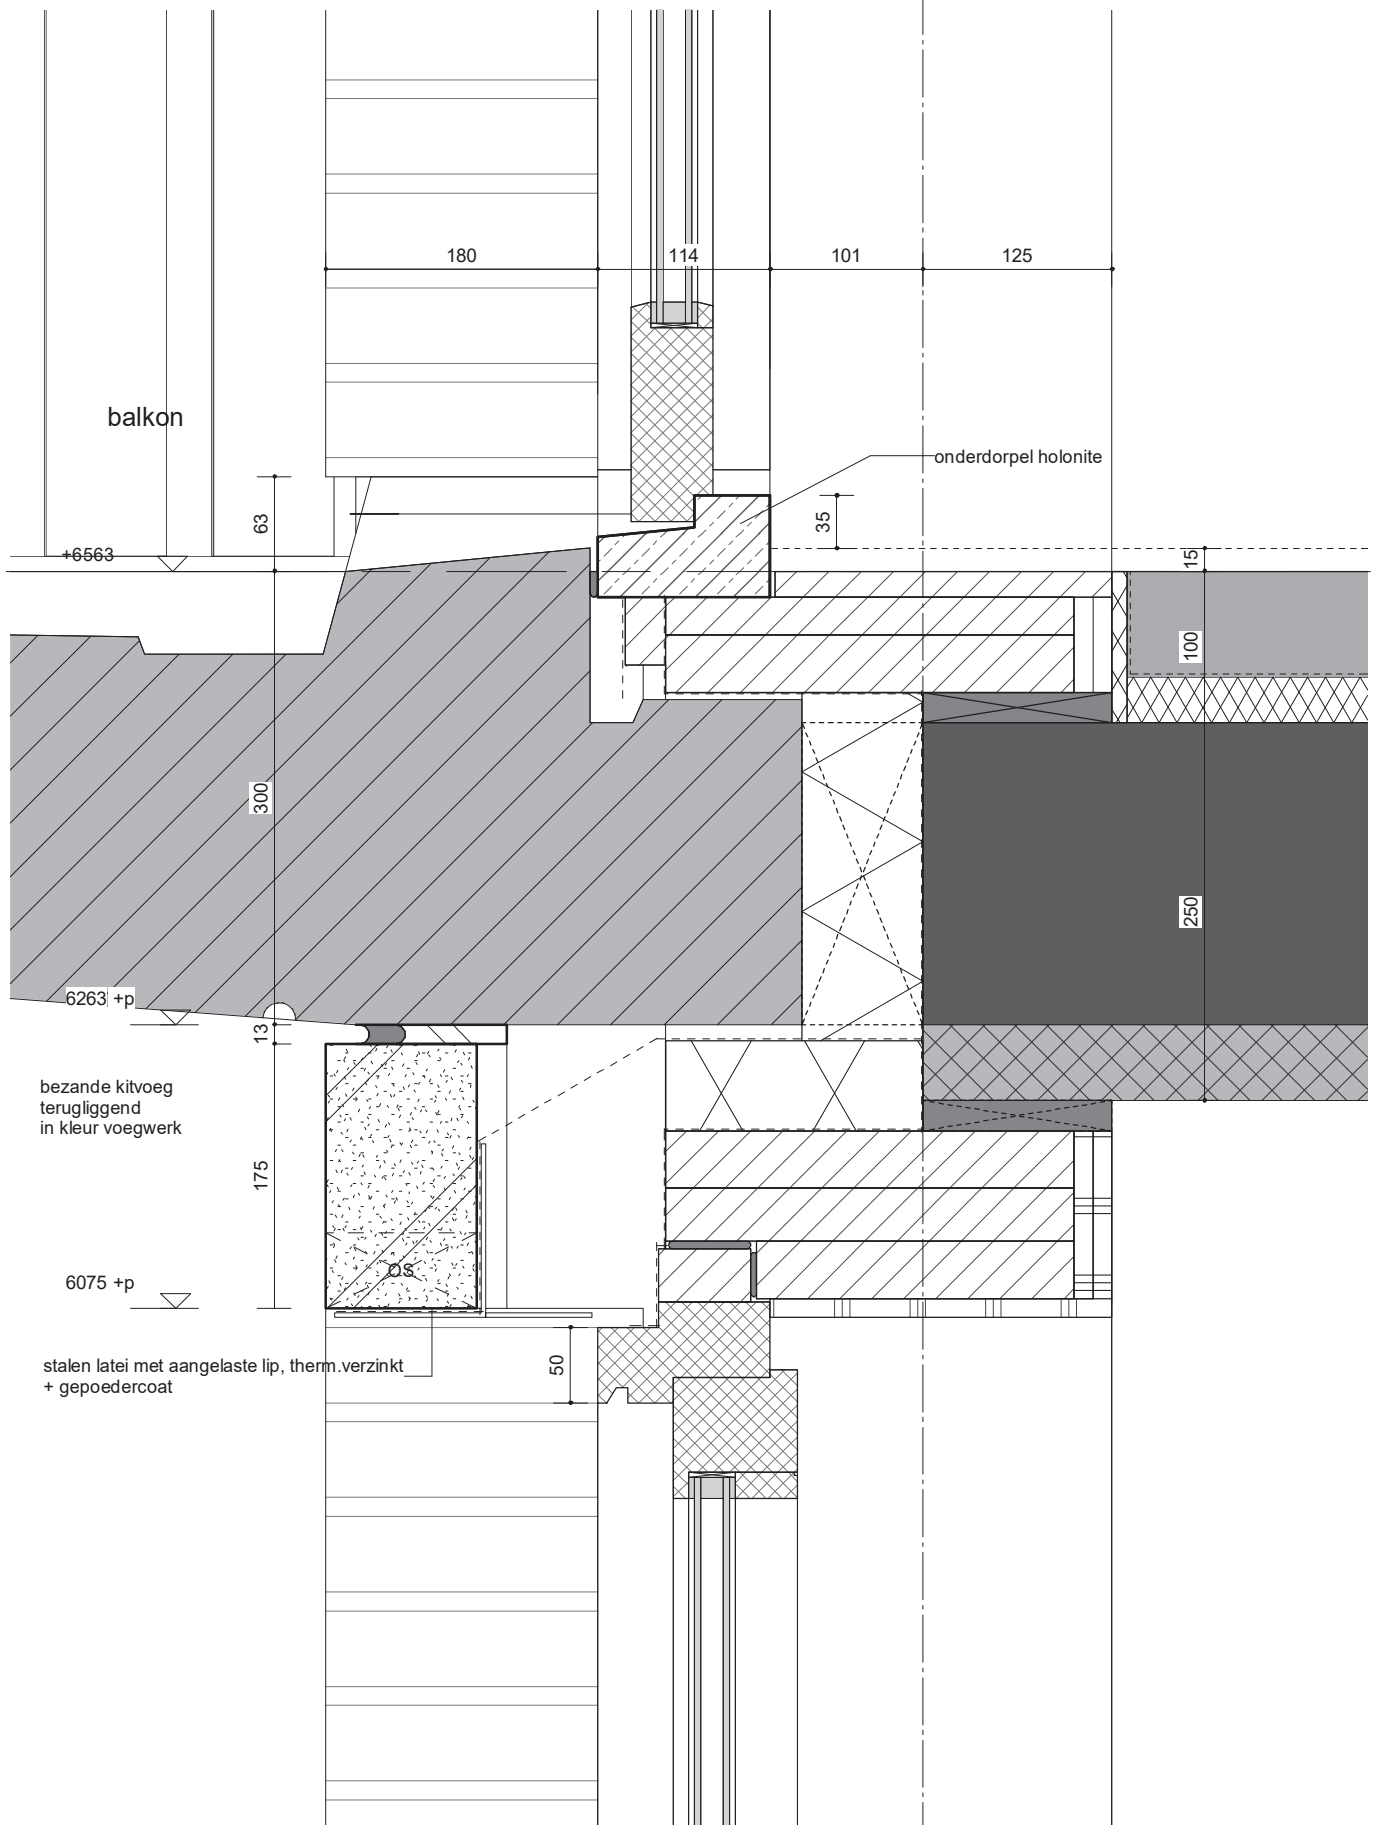 180
114
101
125
balkon
onderdorpel holonite
63
35
+6563
15
100
300
250
6263 +p
13
bezande kitvoeg
terugliggend
in kleur voegwerk
175
OS
6075 +p
stalen latei met aangelaste lip, therm.verzinkt
+ gepoedercoat
50